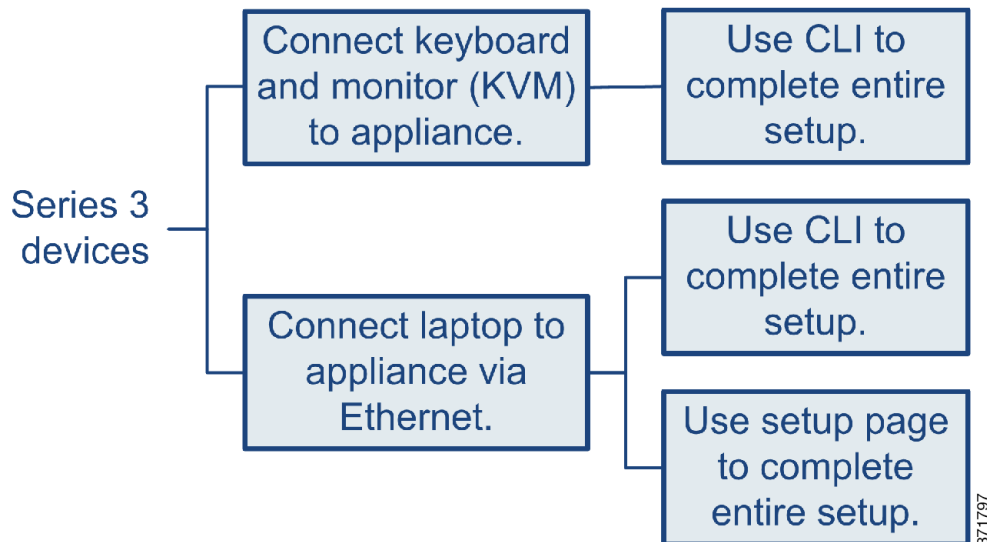 Series 3
devices
Connect keyboard
and monitor (KVM)
to appliance.
Use CLI to
complete entire
setup.
Connect laptop to
appliance via
Ethernet.
Use CLI to
complete entire
setup.
Use setup page
to complete
entire setup.
371797